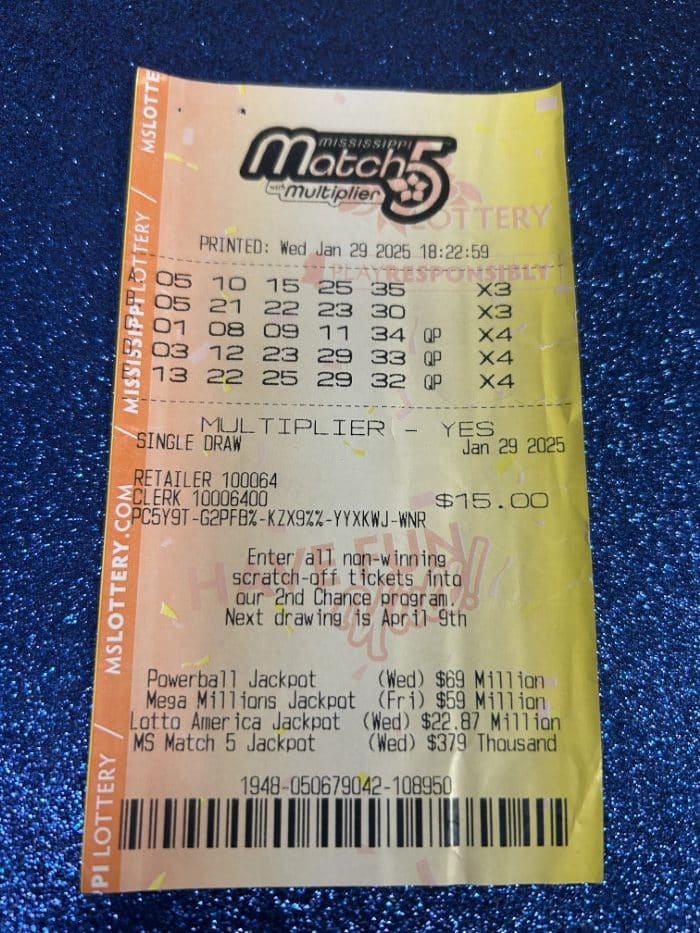 MISSISSIPPI
Match 5
with Multiplier
LOTTERY
PRINTED: Wed Jan 29 2025 18:22:59
PLAY RESPONSIBLY
A 05 10 15 25 35 X3
B 05 21 22 23 30 X3
01 08 09 11 34 QP X4
D 03 12 23 29 33 QP X4
13 22 25 29 32 QP X4
MULTIPLIER - YES
SINGLE DRAW Jan 29 2025
RETAILER 100064
CLERK 10006400 $15.00
PC5Y9T-G2PFB%-KZX9%%-YYXKWJ-WNR
HAVE FUN
Enter all non-winning
scratch-off tickets into
our 2nd Chance program.
Next drawing is April 9th
Powerball Jackpot (Wed) $69 Million
Mega Millions Jackpot (Fri) $59 Million
Lotto America Jackpot (Wed) $22.87 Million
MS Match 5 Jackpot (Wed) $379 Thousand
1948-050679042-108950
PI LOTTERY / MSLOTTERY.COM / MISSISSIPPI LOTTERY / MSLOTTE